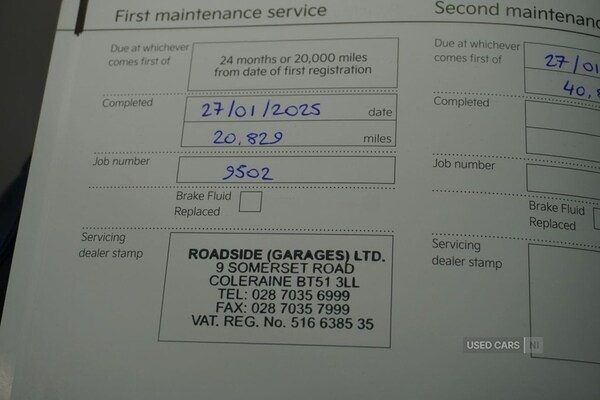 First maintenance service
Due at whichever
comes first of
24 months or 20,000 miles
from date of first registration
Completed
27/01/2025 date
20,829 miles
Job number
9502
Brake Fluid
Replaced
Servicing
dealer stamp
ROADSIDE (GARAGES) LTD.
9 SOMERSET ROAD
COLERAINE BT51 3LL
TEL: 028 7035 6999
FAX: 028 7035 7999
VAT. REG. No. 516 6385 35
Second
Due at whichever
comes first of
27/01
Completed
Job number
Brake Fluid
Replaced
Servicing
dealer stamp
USED CARS NI